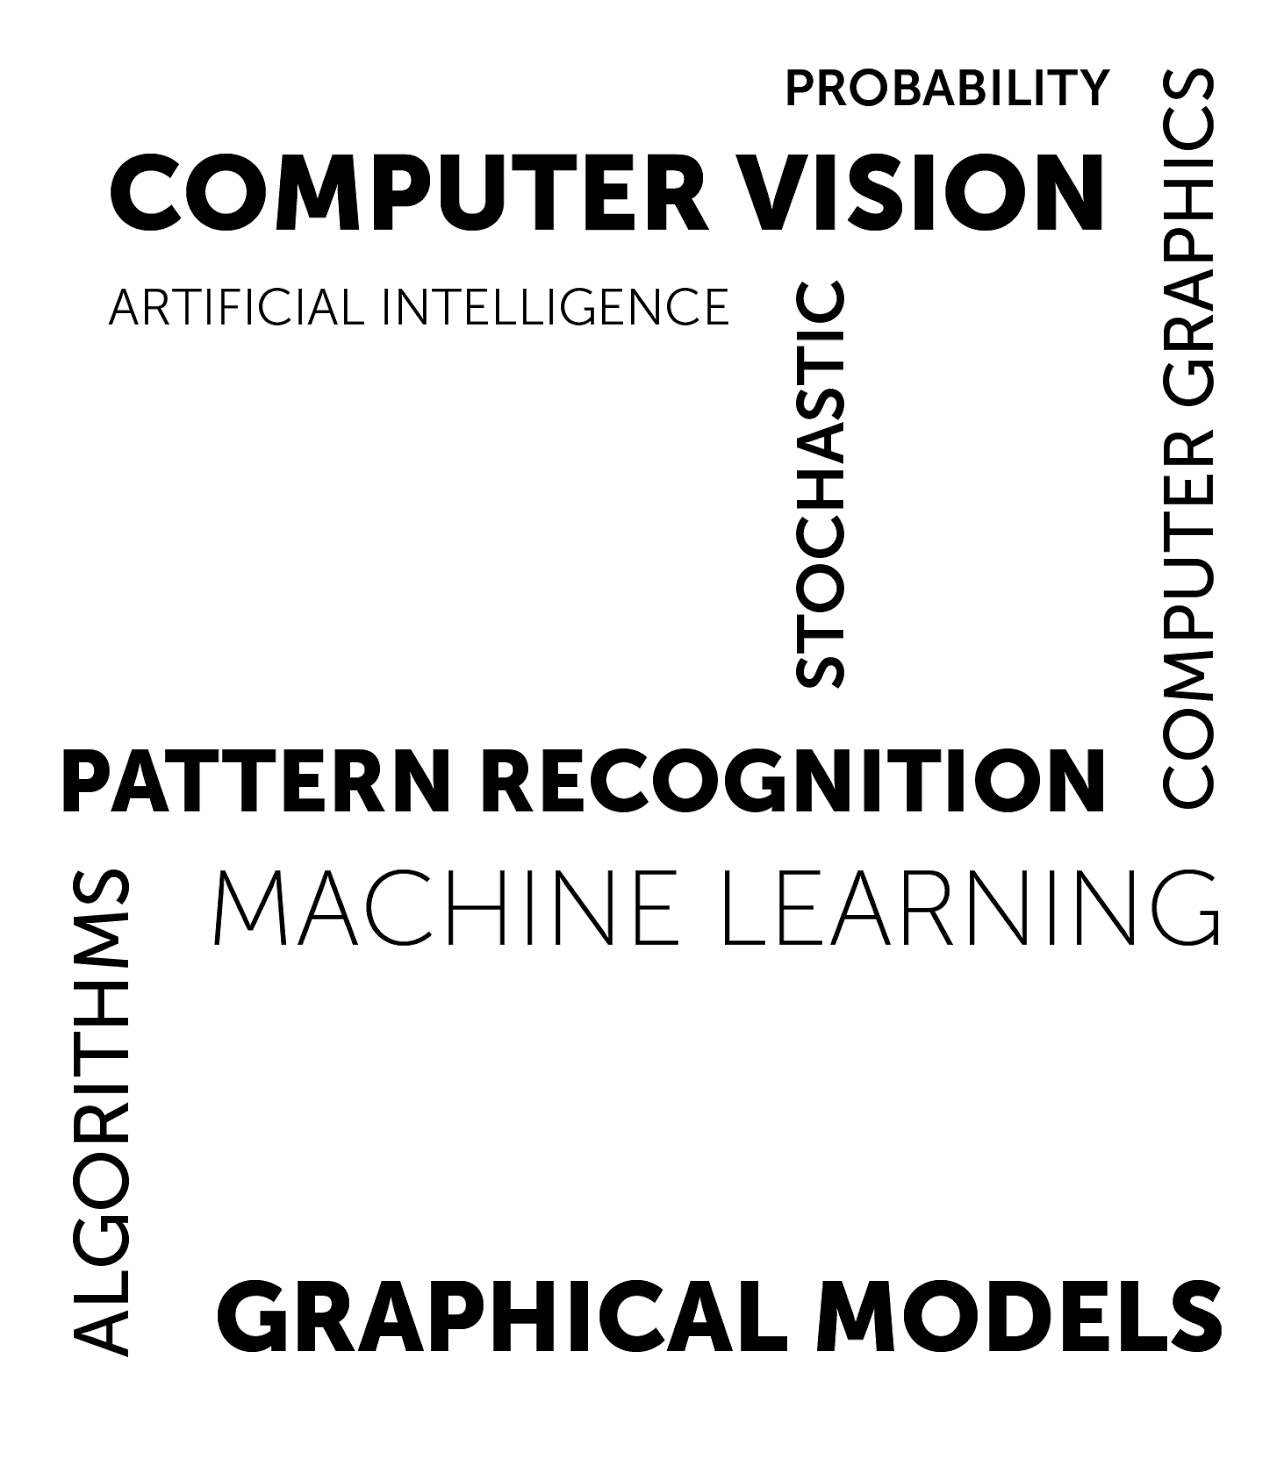 PROBABILITY
COMPUTER VISION
COMPUTER GRAPHICS
ARTIFICIAL INTELLIGENCE
STOCHASTIC
PATTERN RECOGNITION
MACHINE LEARNING
ALGORITHMS
GRAPHICAL MODELS